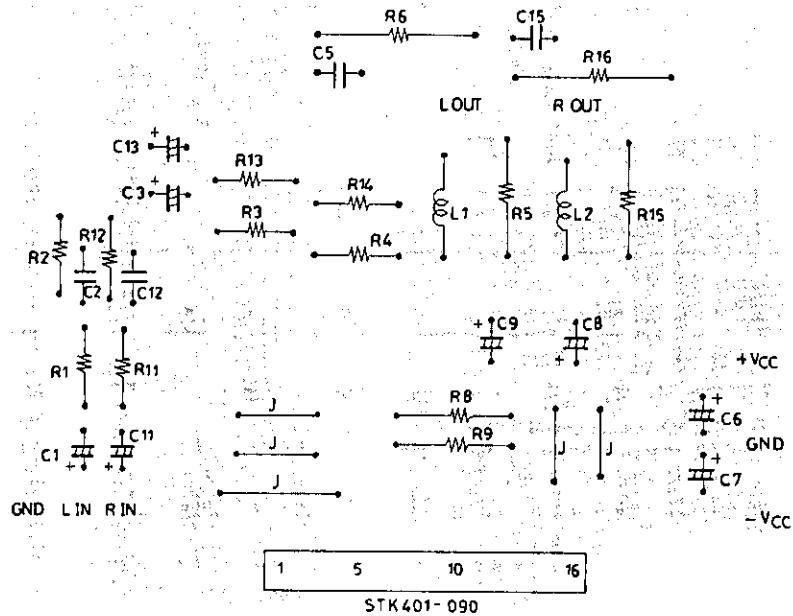 R6
C15
C5
R16
L OUT
R OUT
+
C13
R13
+
C3
R14
R3
L1
R5
L2
R15
R12
R4
R2
C2
C12
C9
C8
+
+
R1
R11
+VCC
J
R8
+
C6
C1
C11
J
R9
J
J
GND
+
+
+
C7
J
GND
L IN
R IN
-VCC
1
5
10
16
STK401-090